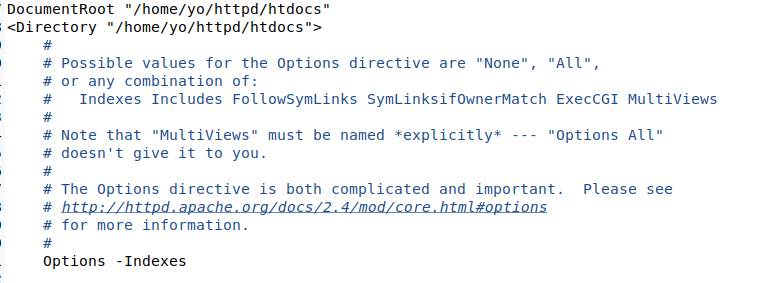 DocumentRoot "/home/yo/httpd/htdocs"
<Directory "/home/yo/httpd/htdocs">
    #
    # Possible values for the Options directive are "None", "All",
    # or any combination of:
    #   Indexes Includes FollowSymLinks SymLinksifOwnerMatch ExecCGI MultiViews
    #
    # Note that "MultiViews" must be named *explicitly* --- "Options All"
    # doesn't give it to you.
    #
    # The Options directive is both complicated and important.  Please see
    # http://httpd.apache.org/docs/2.4/mod/core.html#options
    # for more information.
    #
    Options -Indexes